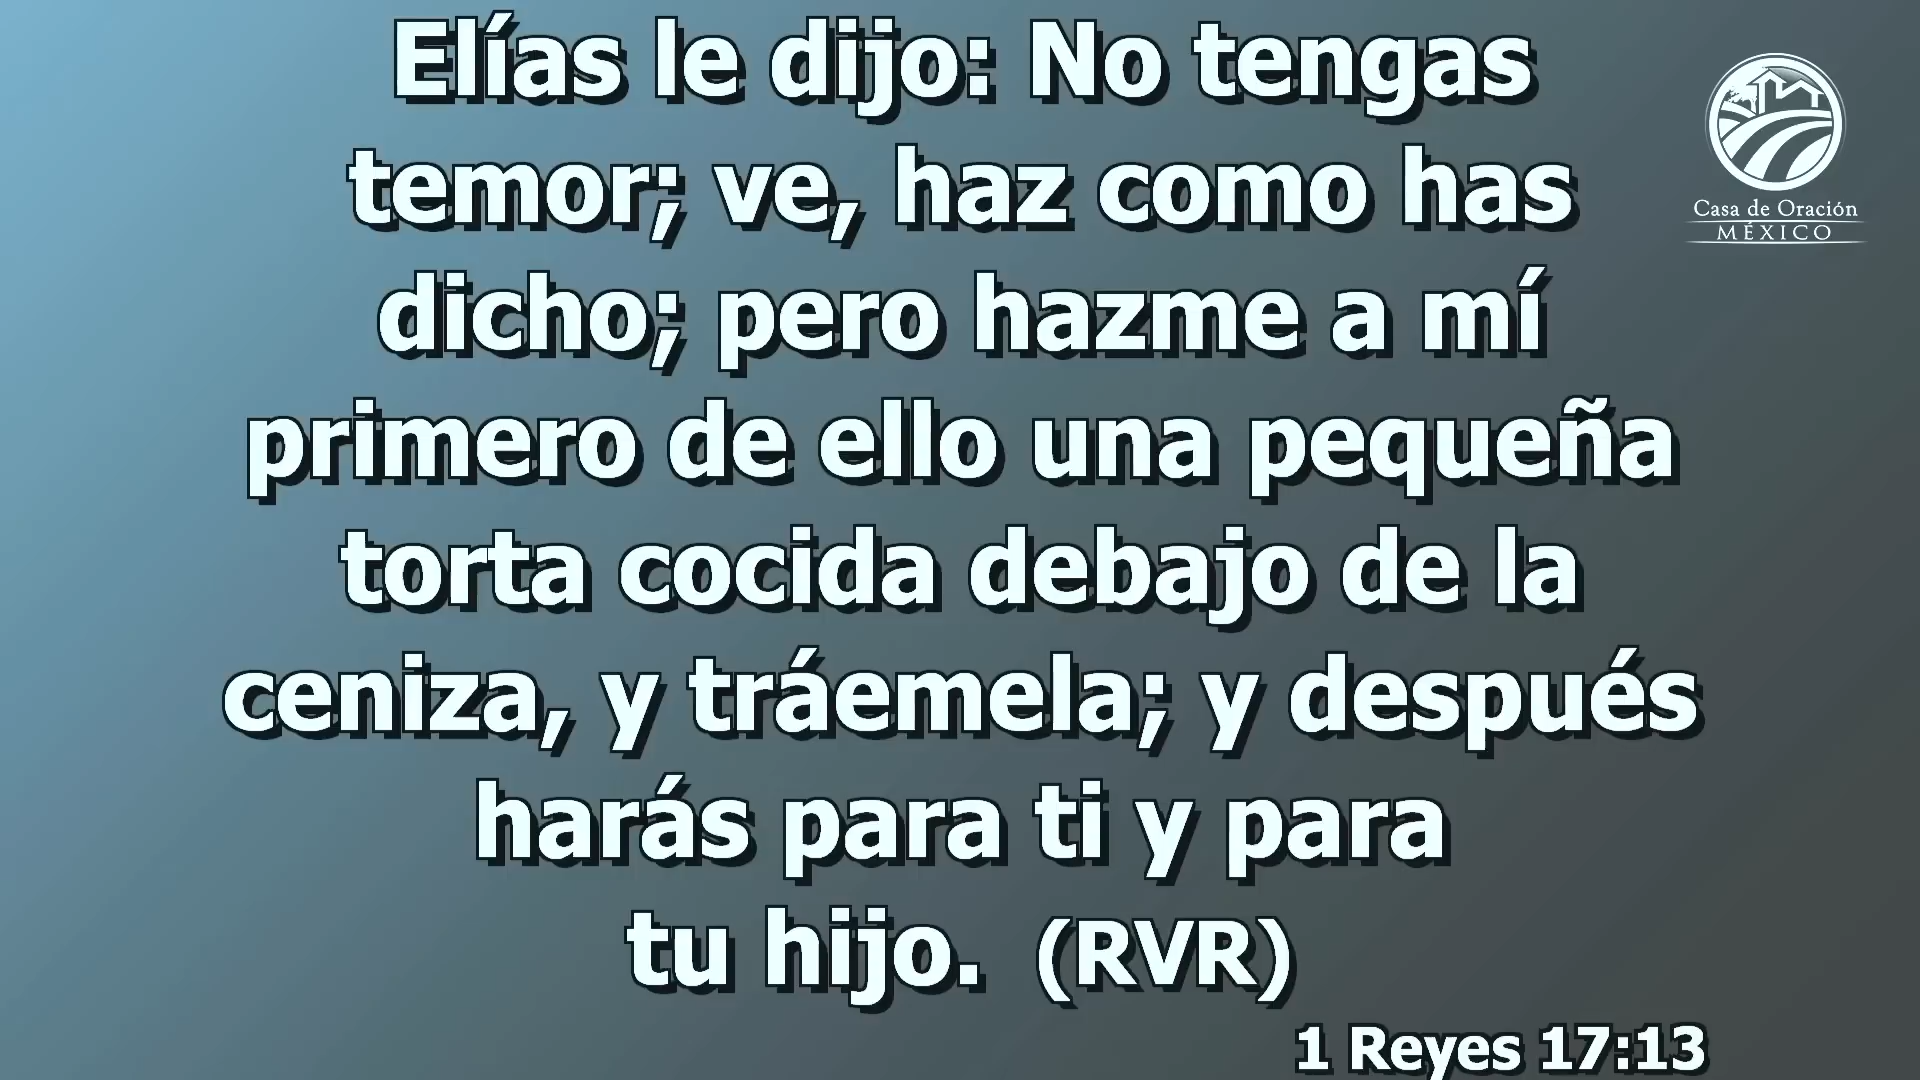 Elías le dijo: No tengas
temor; ve, haz como has
dicho; pero hazme a mí
primero de ello una pequeña
torta cocida debajo de la
ceniza, y tráemela; y después
harás para ti y para
tu hijo. (RVR)
1 Reyes 17:13
Casa de Oración
MÉXICO